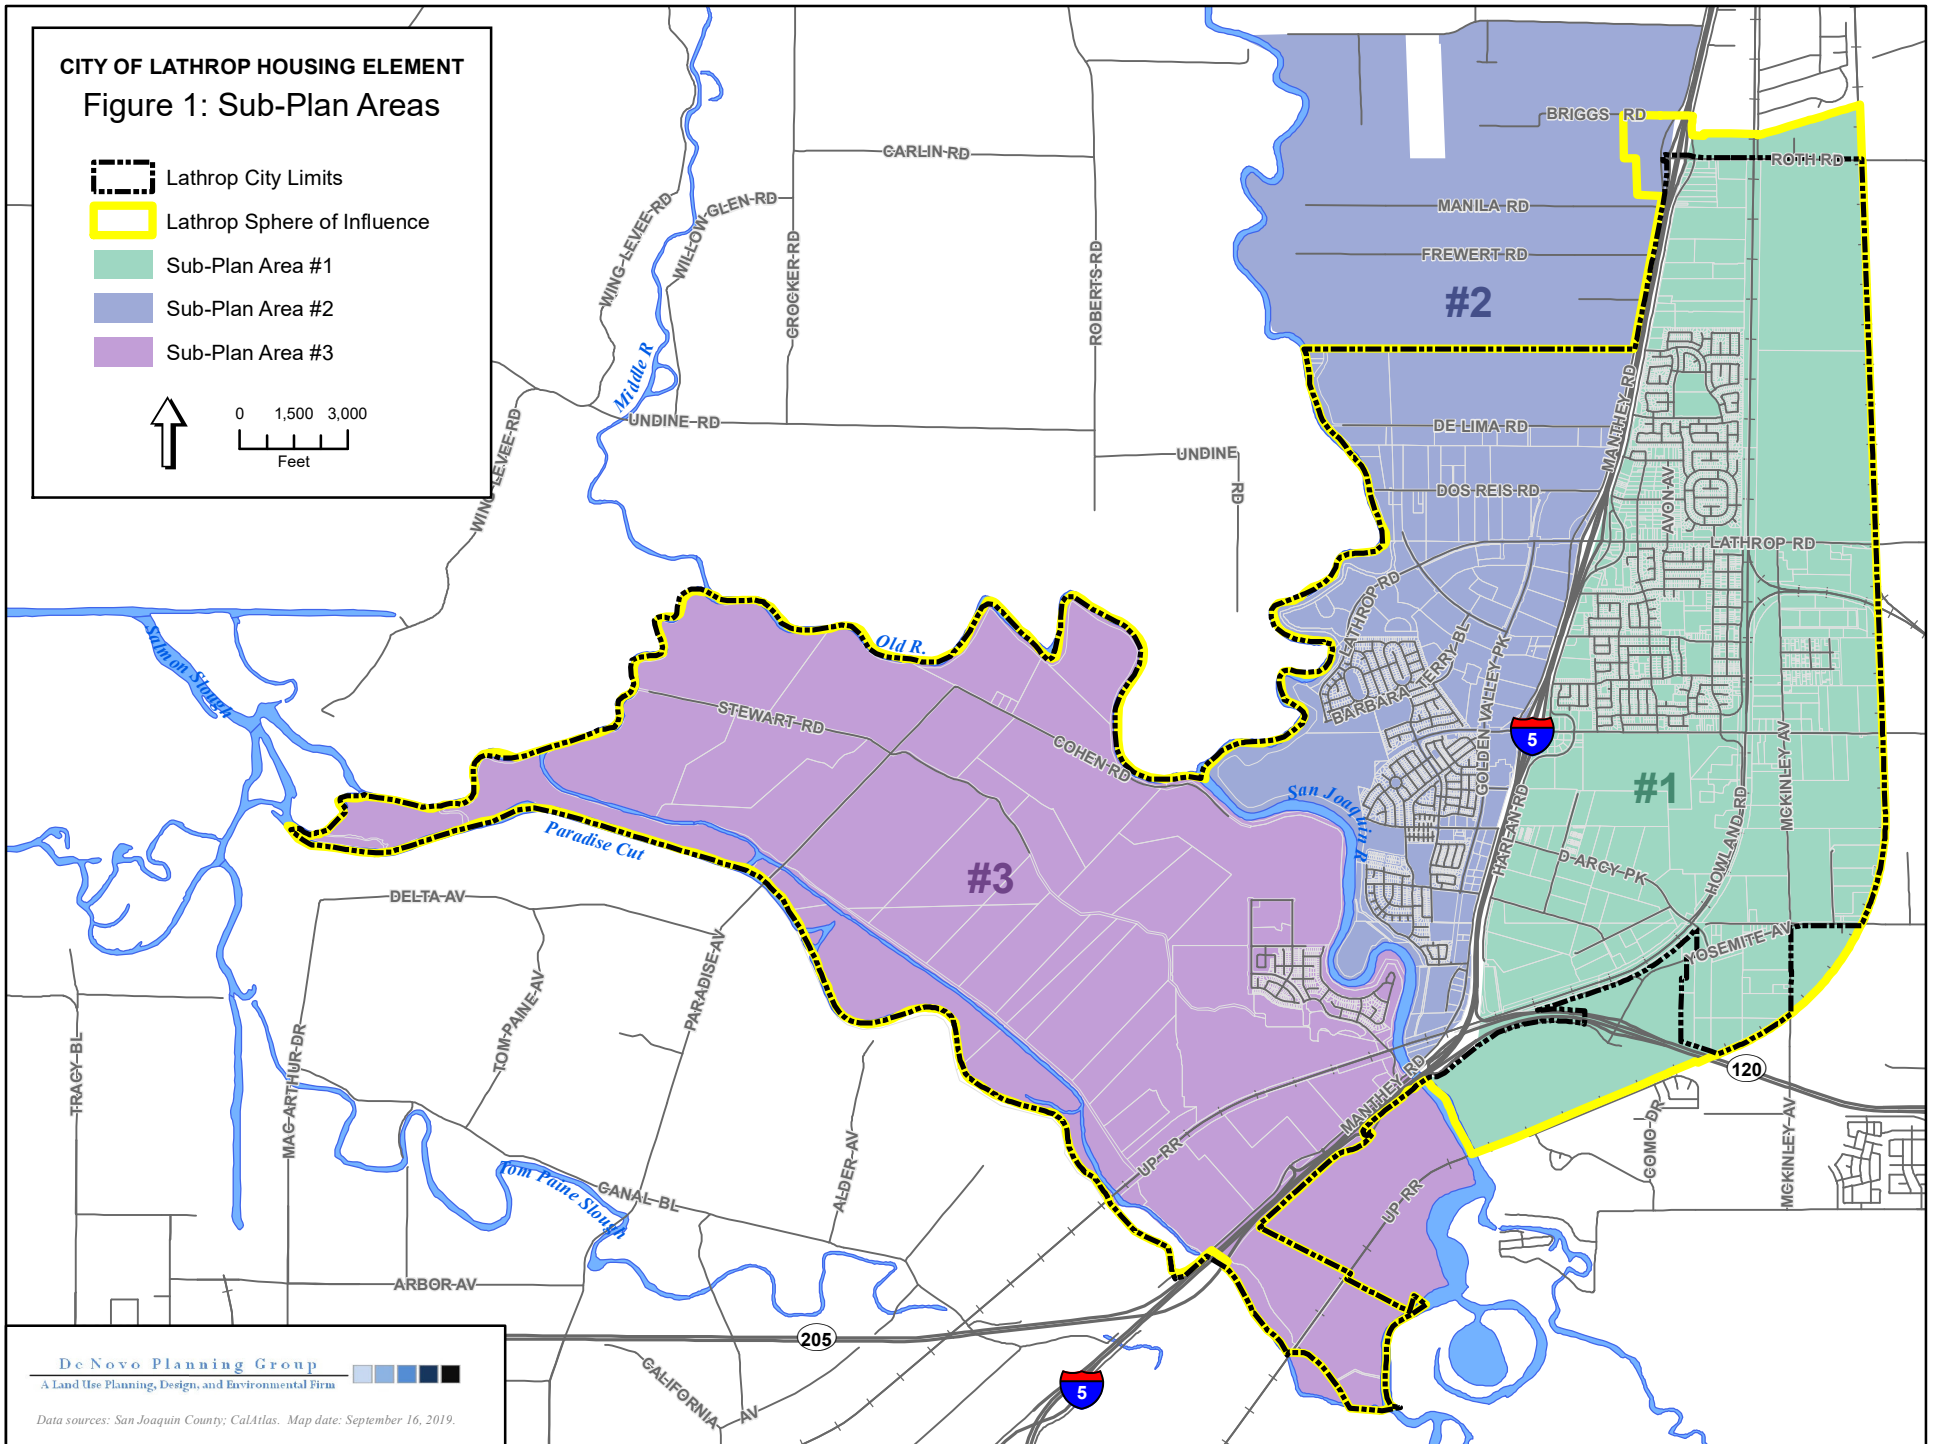 CITY OF LATHROP HOUSING ELEMENT
Figure 1: Sub-Plan Areas
Lathrop City Limits
Lathrop Sphere of Influence
Sub-Plan Area #1
Sub-Plan Area #2
Sub-Plan Area #3
0 1,500 3,000
Feet
BRIGGS RD
CARLIN RD
ROTH RD
WING LEVEE RD
WILLOW GLEN RD
MANILA RD
CROCKER RD
ROBERTS RD
FREWERT RD
#2
Middle R
MANTHEY RD
UNDINE RD
DE LIMA RD
WING LEVEE RD
UNDINE
RD
DOS REIS RD
AVON AV
LATHROP RD
LATHROP RD
Salmon Slough
Old R.
BARBARA TERRY BL
GOLDEN VALLEY PK
STEWART RD
COHEN RD
5
MCKINLEY AV
#1
San Joaquin R
HARLAN RD
HOWLAND RD
Paradise Cut
D ARCY PK
#3
DELTA AV
YOSEMITE AV
PARADISE AV
TOM PAINE AV
TRACY BL
MAC ARTHUR DR
MANTHEY RD
120
COMO DR
MCKINLEY AV
UP RR
ALDER AV
Tom Paine Slough
CANAL BL
UP RR
ARBOR AV
205
CALIFORNIA
AV
5
De Novo Planning Group
A Land Use Planning, Design, and Environmental Firm
Data sources: San Joaquin County; CalAtlas. Map date: September 16, 2019.